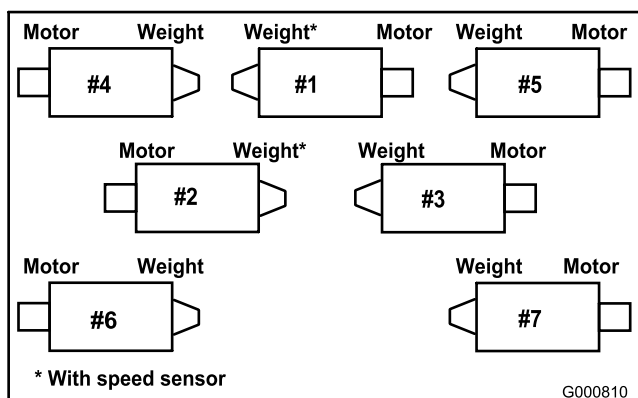 Motor Weight Weight* Motor Weight Motor
#4 #1 #5
Motor Weight* Weight Motor
#2 #3
Motor Weight Weight Motor
#6 #7
* With speed sensor
G000810